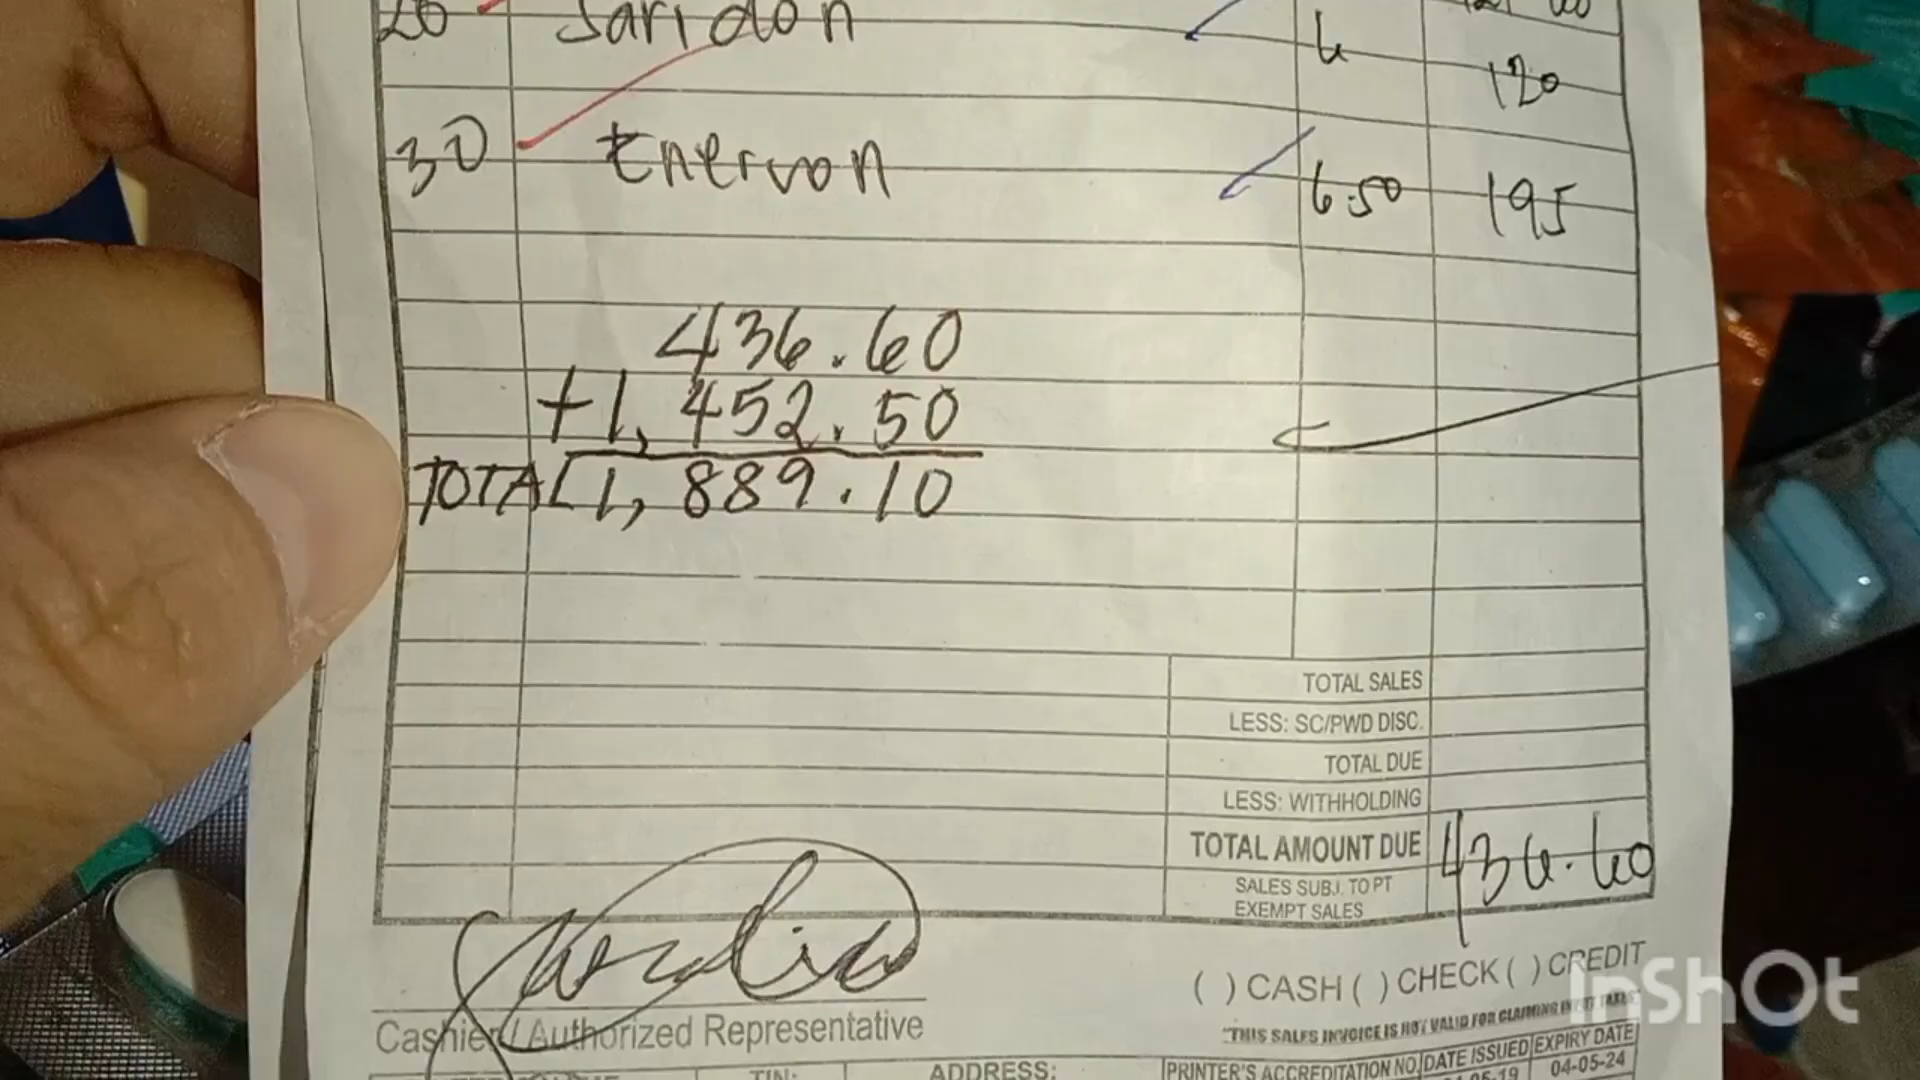 20 Saridon 6 120
30 Enervon 6.50 195
436.60
+1,452.50
TOTAL 1,889.10
TOTAL SALES
LESS: SC/PWD DISC.
TOTAL DUE
LESS: WITHHOLDING
TOTAL AMOUNT DUE 436.60
SALES SUBJ. TO PT
EXEMPT SALES
( ) CASH ( ) CHECK ( ) CREDIT
InShOt
"THIS SALES INVOICE IS NOT VALID FOR CLAIMING INPUT TAXES"
Cashier / Authorized Representative
TIN: ADDRESS: PRINTER'S ACCREDITATION NO. DATE ISSUED EXPIRY DATE
04-05-24